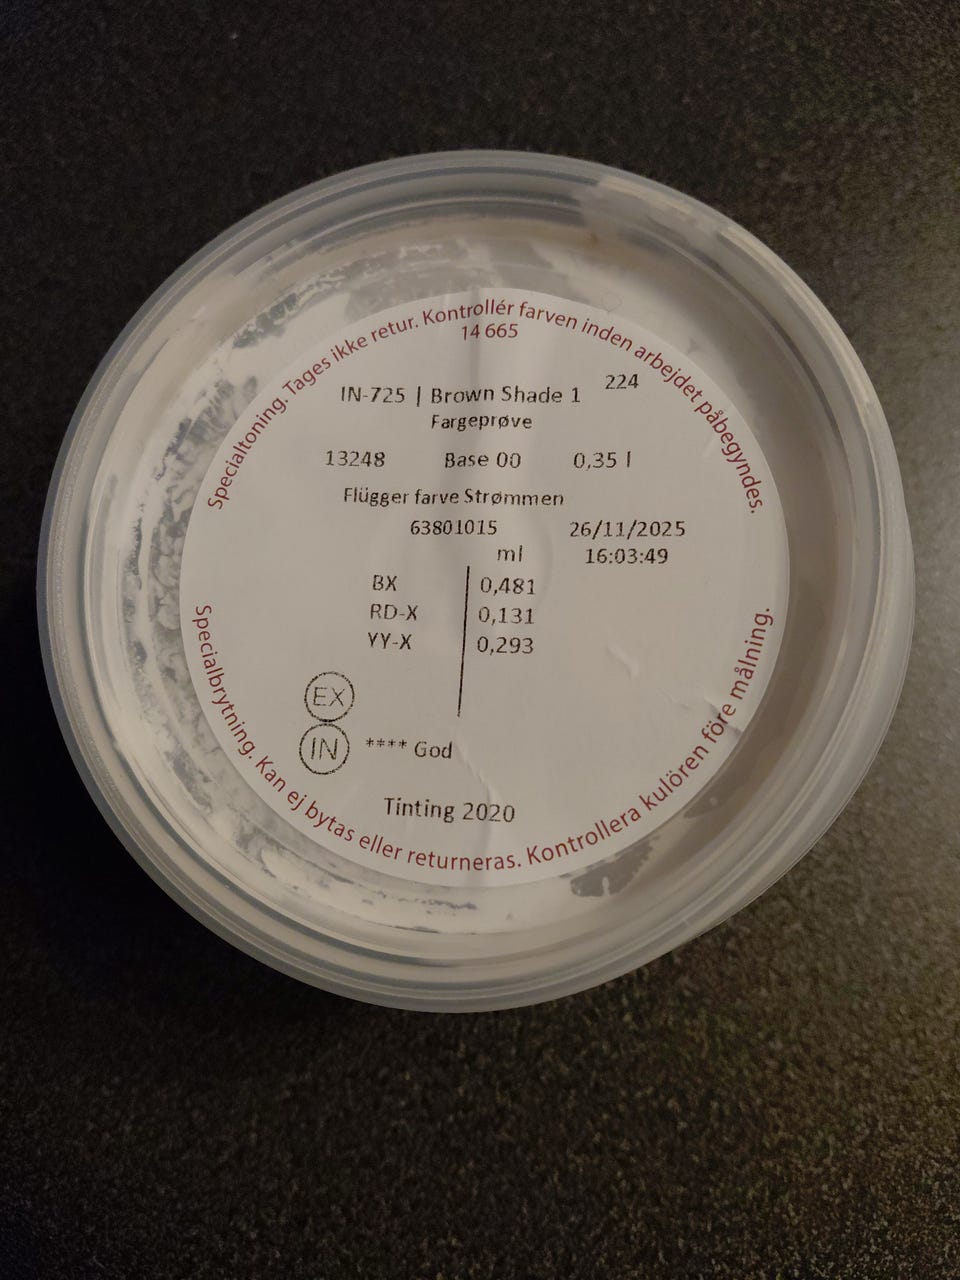 Specialtoning. Tages ikke retur. Kontrollér farven inden arbejdet påbegyndes.
14 665
224
IN-725 | Brown Shade 1
Fargeprøve
13248 Base 00 0,35 l
Flügger farve Strømmen
63801015 26/11/2025
ml 16:03:49
BX 0,481
RD-X 0,131
YY-X 0,293
EX
IN **** God
Tinting 2020
Specialbrytning. Kan ej bytas eller returneras. Kontrollera kulören före målning.